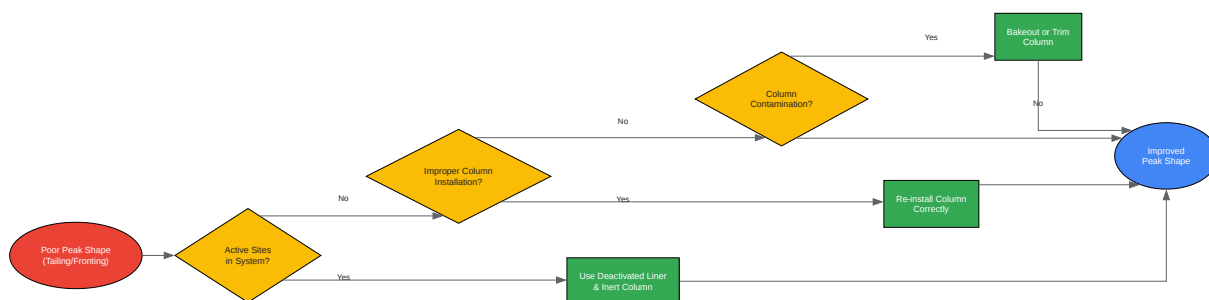 Poor Peak Shape
(Tailing/Fronting)
Active Sites
in System?
No
Yes
Improper Column
Installation?
No
Yes
Use Deactivated Liner
& Inert Column
Column
Contamination?
Yes
No
Re-install Column
Correctly
Bakeout or Trim
Column
Improved
Peak Shape